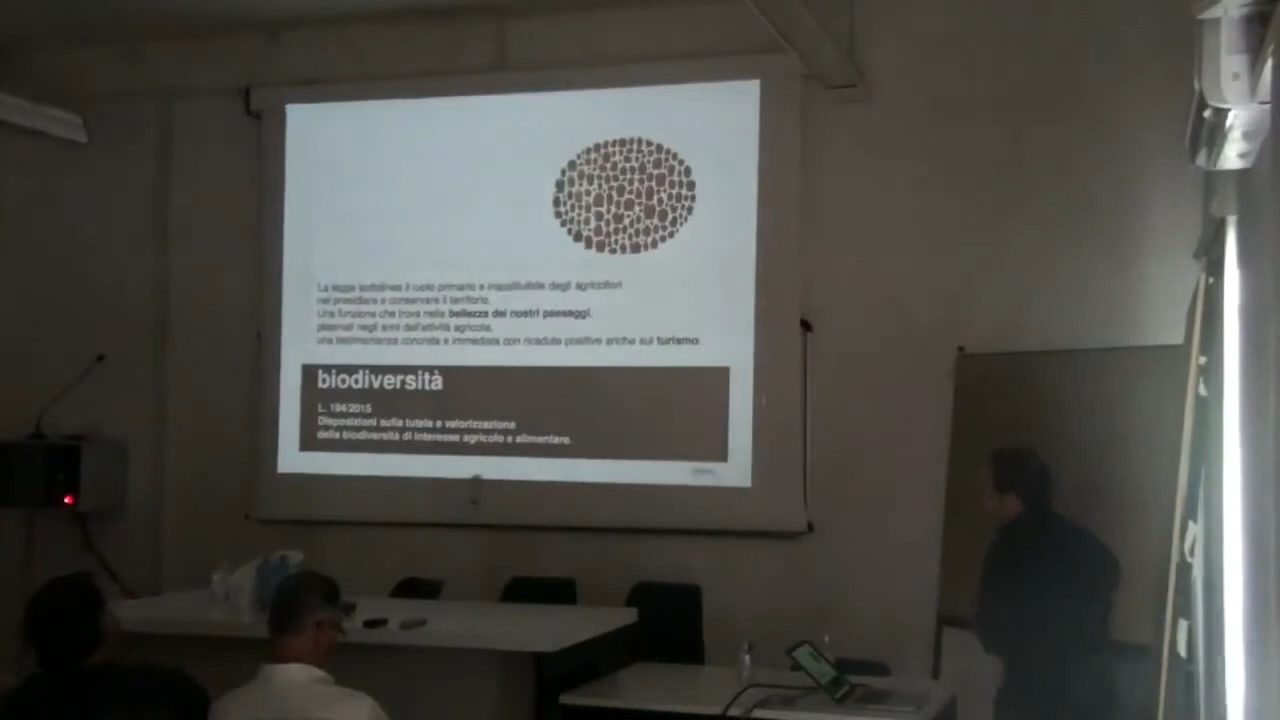 La legge sottolinea il ruolo primario e insostituibile degli agricoltori
nel presidiare e conservare il territorio.
Una funzione che trova nella bellezza dei nostri paesaggi,
plasmati negli anni dall'attività agricola,
una testimonianza concreta e immediata con ricadute positive anche sul turismo.
biodiversità
L. 194/2015
Disposizioni sulla tutela e valorizzazione
della biodiversità di interesse agricolo e alimentare.